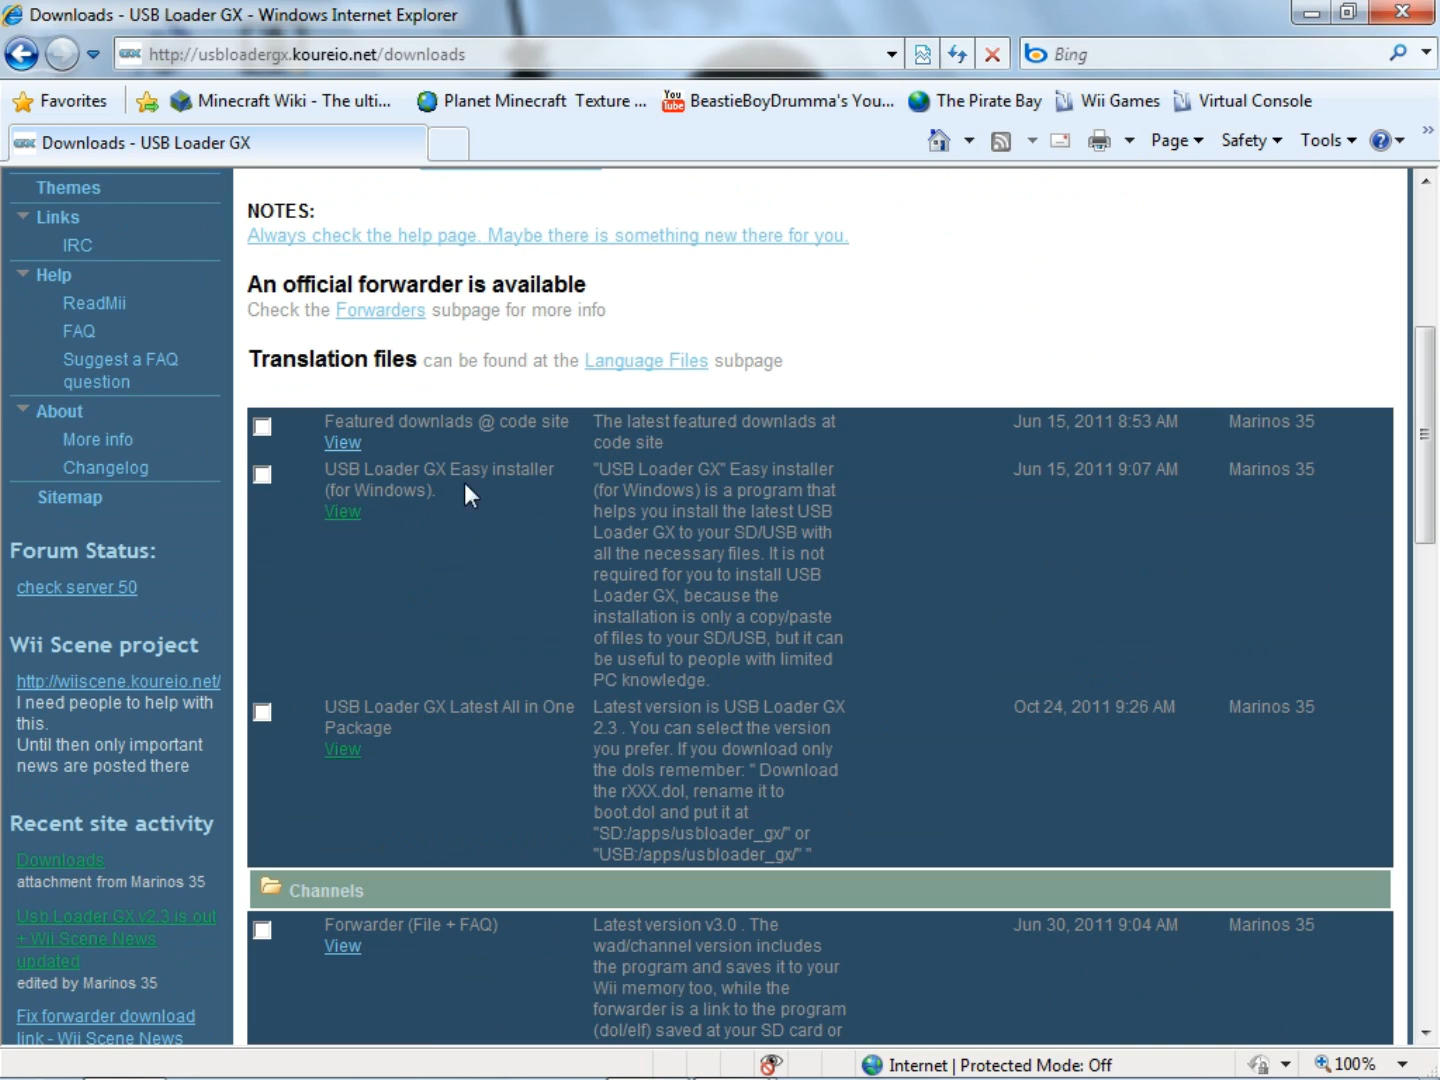 Downloads - USB Loader GX - Windows Internet Explorer
http://usbloadergx.koureio.net/downloads
Bing
Favorites
Minecraft Wiki - The ulti...
Planet Minecraft Texture ...
BeastieBoyDrumma's You...
The Pirate Bay
Wii Games
Virtual Console
Downloads - USB Loader GX
Page
Safety
Tools
Themes
Links
IRC
Help
ReadMii
FAQ
Suggest a FAQ
question
About
More info
Changelog
Sitemap
Forum Status:
check server 50
Wii Scene project
http://wiiscene.koureio.net/
I need people to help with
this.
Until then only important
news are posted there
Recent site activity
Downloads
attachment from Marinos 35
Usb Loader GX v2.3 is out
+ Wii Scene News
updated
edited by Marinos 35
Fix forwarder download
link - Wii Scene News
NOTES:
Always check the help page. Maybe there is something new there for you.
An official forwarder is available
Check the Forwarders subpage for more info
Translation files can be found at the Language Files subpage
Featured downlads @ code site
View
The latest featured downlads at
code site
Jun 15, 2011 8:53 AM
Marinos 35
USB Loader GX Easy installer
(for Windows).
View
"USB Loader GX" Easy installer
(for Windows) is a program that
helps you install the latest USB
Loader GX to your SD/USB with
all the necessary files. It is not
required for you to install USB
Loader GX, because the
installation is only a copy/paste
of files to your SD/USB, but it can
be useful to people with limited
PC knowledge.
Jun 15, 2011 9:07 AM
Marinos 35
USB Loader GX Latest All in One
Package
View
Latest version is USB Loader GX
2.3 . You can select the version
you prefer. If you download only
the dols remember: " Download
the rXXX.dol, rename it to
boot.dol and put it at
"SD:/apps/usbloader_gx/" or
"USB:/apps/usbloader_gx/" "
Oct 24, 2011 9:26 AM
Marinos 35
Channels
Forwarder (File + FAQ)
View
Latest version v3.0 . The
wad/channel version includes
the program and saves it to your
Wii memory too, while the
forwarder is a link to the program
(dol/elf) saved at your SD card or
Jun 30, 2011 9:04 AM
Marinos 35
Internet | Protected Mode: Off
100%